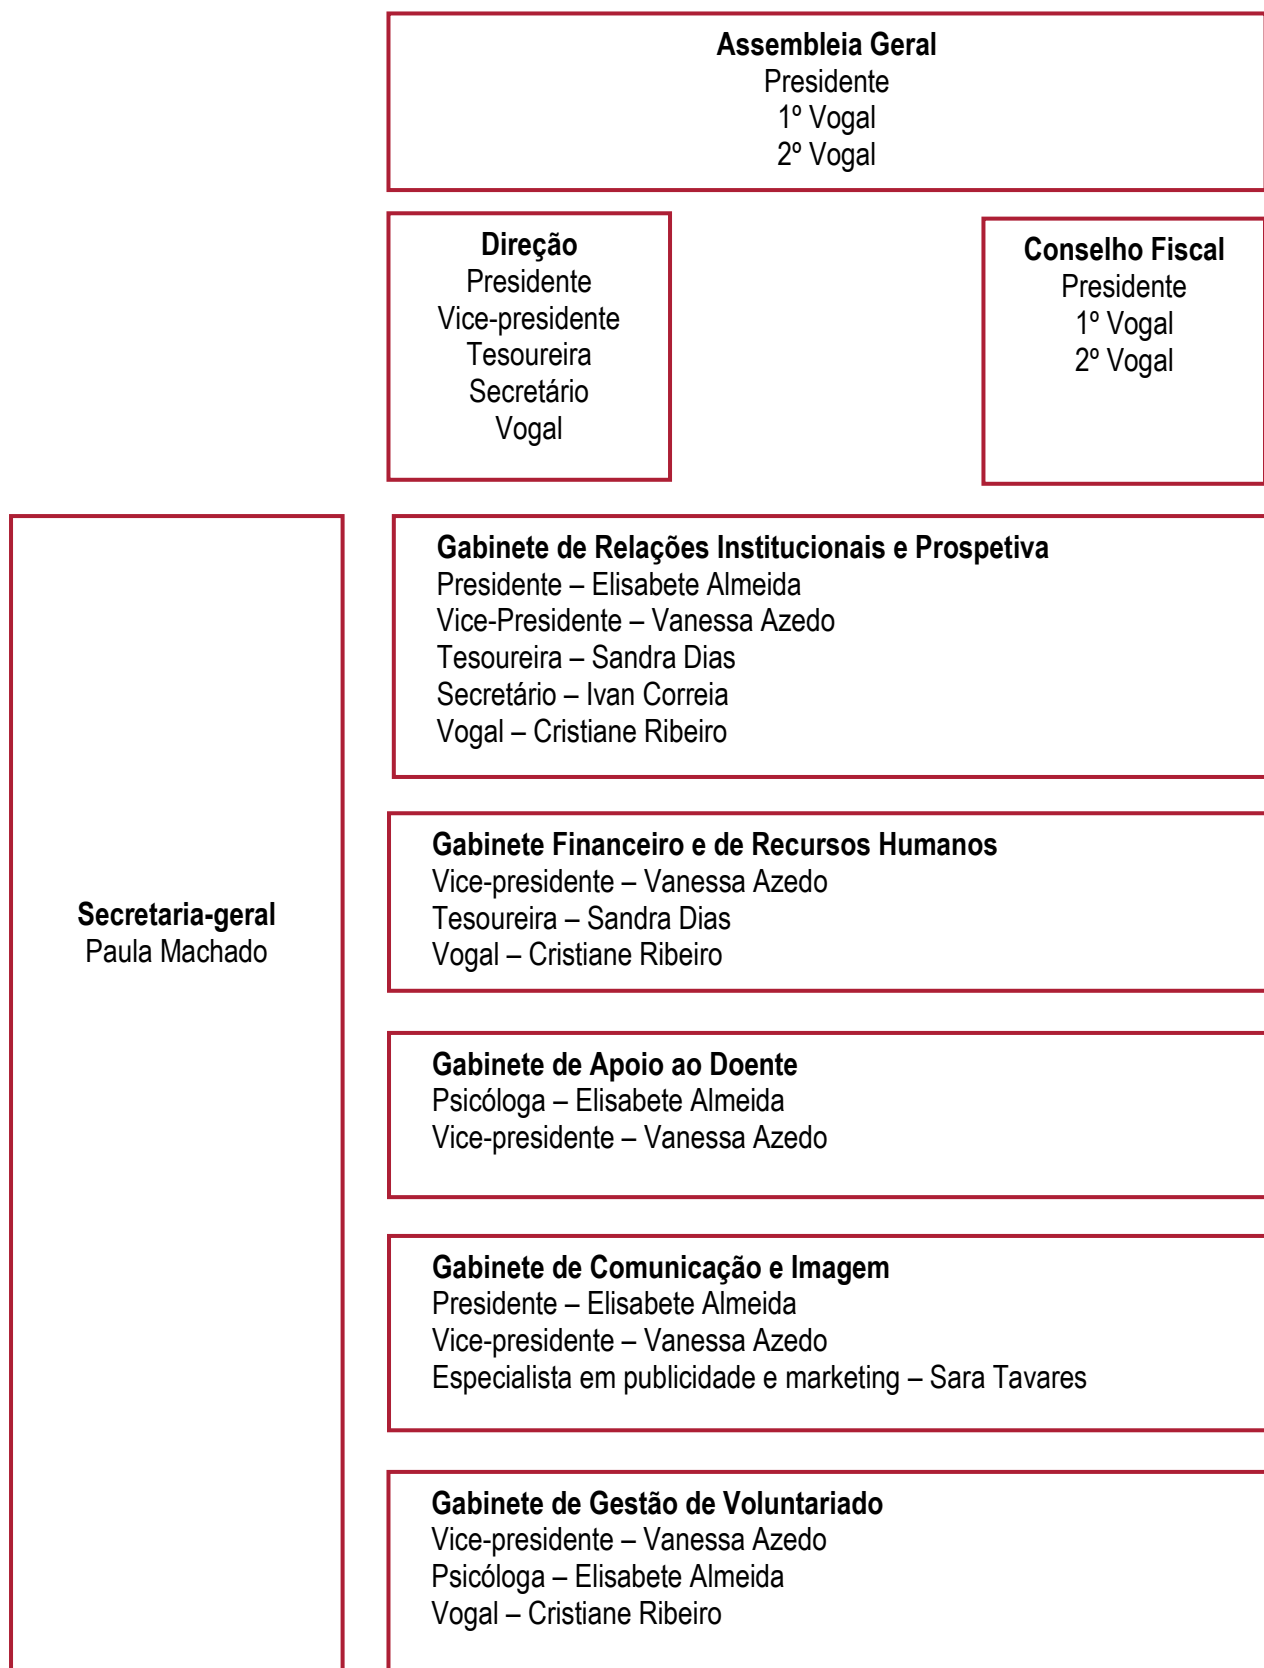 Assembleia Geral
Presidente
1º Vogal
2º Vogal
Direção
Presidente
Vice-presidente
Tesoureira
Secretário
Vogal
Conselho Fiscal
Presidente
1º Vogal
2º Vogal
Secretaria-geral
Paula Machado
Gabinete de Relações Institucionais e Prospetiva
Presidente – Elisabete Almeida
Vice-Presidente – Vanessa Azedo
Tesoureira – Sandra Dias
Secretário – Ivan Correia
Vogal – Cristiane Ribeiro
Gabinete Financeiro e de Recursos Humanos
Vice-presidente – Vanessa Azedo
Tesoureira – Sandra Dias
Vogal – Cristiane Ribeiro
Gabinete de Apoio ao Doente
Psicóloga – Elisabete Almeida
Vice-presidente – Vanessa Azedo
Gabinete de Comunicação e Imagem
Presidente – Elisabete Almeida
Vice-presidente – Vanessa Azedo
Especialista em publicidade e marketing – Sara Tavares
Gabinete de Gestão de Voluntariado
Vice-presidente – Vanessa Azedo
Psicóloga – Elisabete Almeida
Vogal – Cristiane Ribeiro